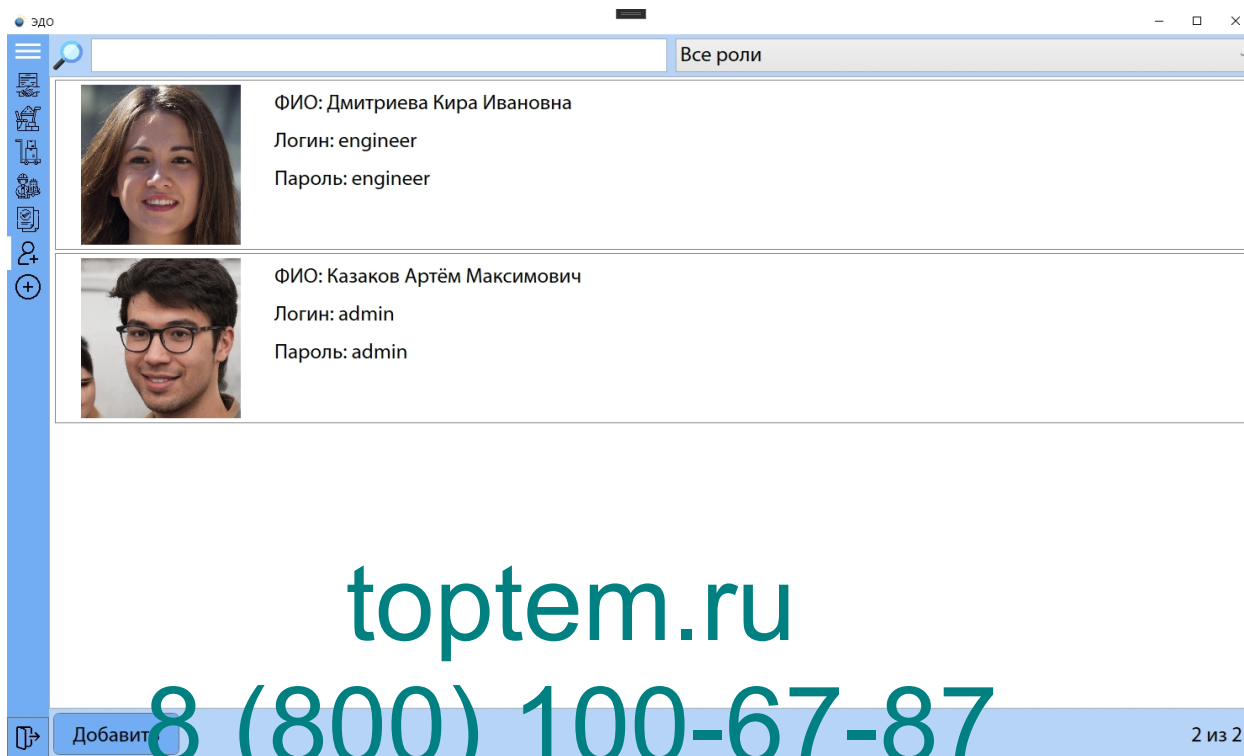 ЭДО
Все роли
ФИО: Дмитриева Кира Ивановна
Логин: engineer
Пароль: engineer
ФИО: Казаков Артём Максимович
Логин: admin
Пароль: admin
toptem.ru
8 (800) 100-67-87
Добавить
2 из 2